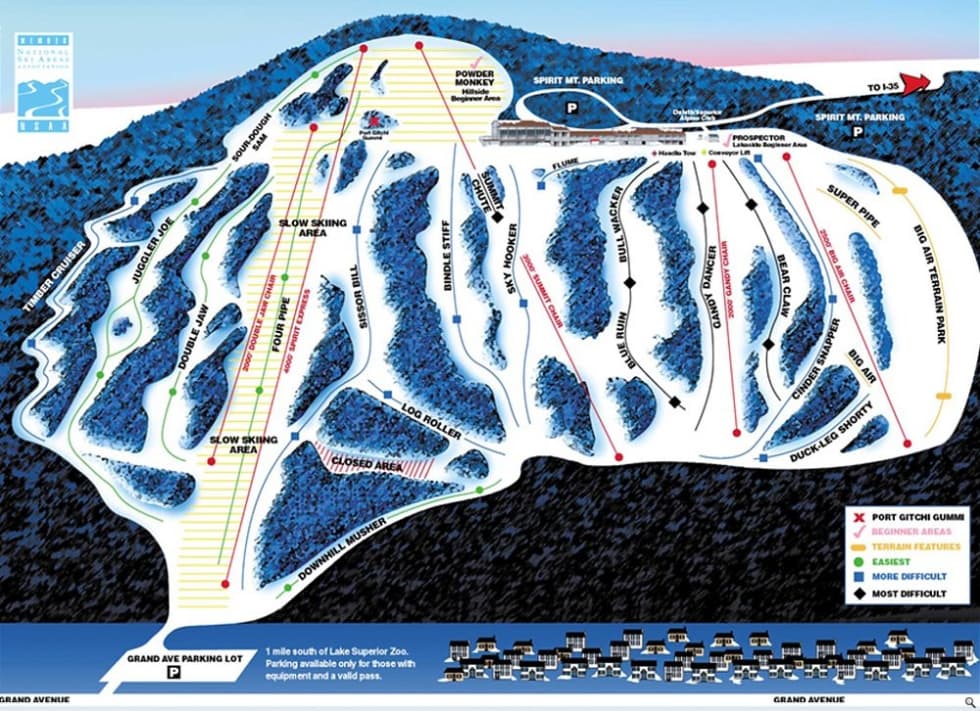 MEMBER
NATIONAL
SKI AREAS
ASSOCIATION
NSAA
POWDER
MONKEY
Hillside
Beginner Area
SPIRIT MT. PARKING
P
TO I-35
SPIRIT MT. PARKING
P
Duluth/Superior
Alpine Club
PROSPECTOR
Lakeside Beginner Area
Handle Tow
Conveyor Lift
Port Gitchi
Gummi
SOUR-DOUGH
SAM
FLUME
SUMMIT
CHUTE
SUPER PIPE
TIMBER CRUISER
JUGGLER JOE
SLOW SKIING
AREA
DOUBLE JAW
2000' DOUBLE JAW CHAIR
FOUR PIPE
4000' SPIRIT EXPRESS
SISSOR BILL
BINDLE STIFF
SKY HOOKER
3000' SUMMIT CHAIR
BULL WACKER
BLUE RUIN
GANDY DANCER
2000' GANDY CHAIR
BEAR CLAW
2500' BIG AIR CHAIR
BIG AIR TERRAIN PARK
CINDER SNAPPER
BIG AIR
DUCK-LEG SHORTY
LOG ROLLER
SLOW SKIING
AREA
CLOSED AREA
DOWNHILL MUSHER
PORT GITCHI GUMMI
BEGINNER AREAS
TERRAIN FEATURES
EASIEST
MORE DIFFICULT
MOST DIFFICULT
GRAND AVE PARKING LOT
P
1 mile south of Lake Superior Zoo.
Parking available only for those with
equipment and a valid pass.
GRAND AVENUE
GRAND AVENUE